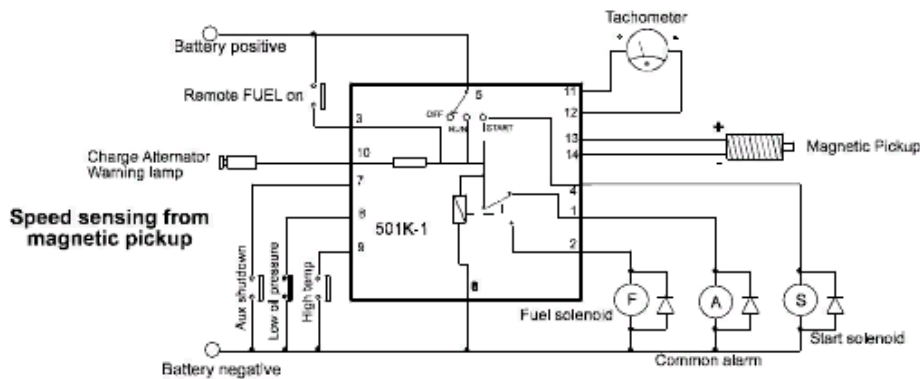 Tachometer
+ -
Battery positive
Remote FUEL on
5
OFF
RUN
START
11
12
3
13
14
+
-
Magnetic Pickup
10
Charge Alternator
Warning lamp
7
4
Speed sensing from
magnetic pickup
8
1
501K-1
9
2
6
Aux shutdown
Low oil pressure
High temp
F
A
S
Fuel solenoid
Start solenoid
Common alarm
Battery negative